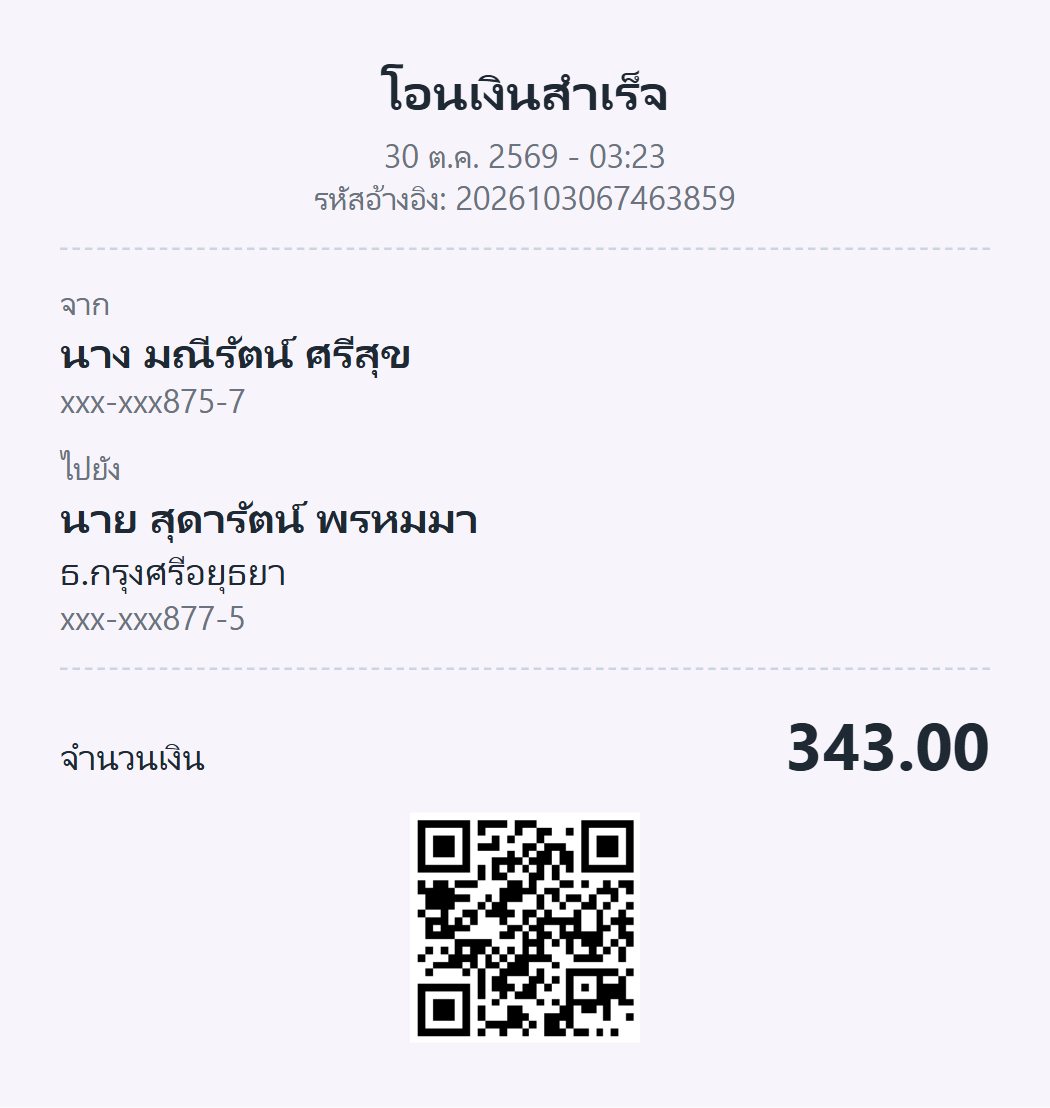 โอนเงินสำเร็จ
30 ต.ค. 2569 - 03:23
รหัสอ้างอิง: 2026103067463859
จาก
นาง มณีรัตน์ ศรีสุข
xxx-xxx875-7
ไปยัง
นาย สุดารัตน์ พรหมมา
ธ.กรุงศรีอยุธยา
xxx-xxx877-5
จำนวนเงิน 343.00